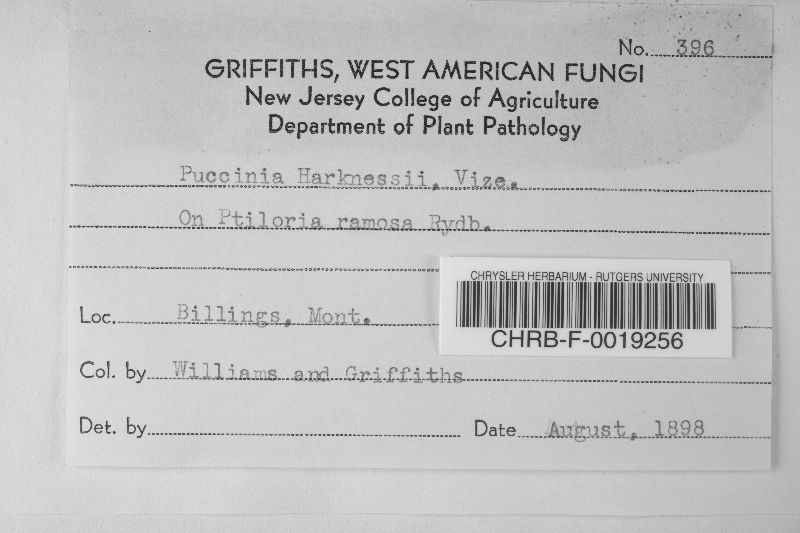 No. 396
GRIFFITHS, WEST AMERICAN FUNGI
New Jersey College of Agriculture
Department of Plant Pathology
Puccinia Harknessii, Vize.
On Ptiloria ramosa Rydb.
CHRYSLER HERBARIUM - RUTGERS UNIVERSITY
CHRB-F-0019256
Loc. Billings, Mont.
Col. by Williams and Griffiths
Det. by Date August, 1898